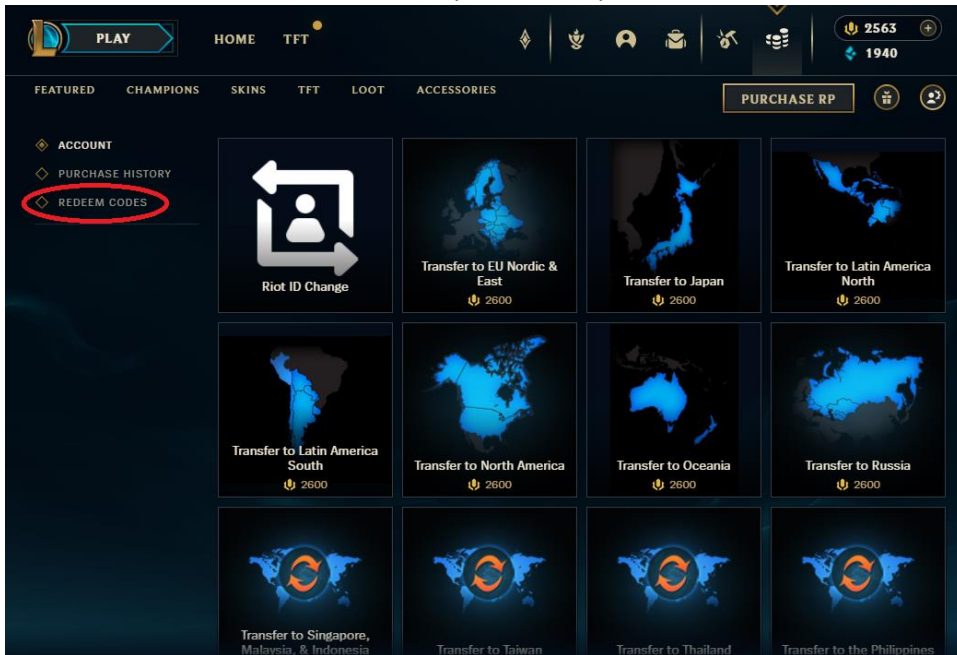 PLAY
HOME
TFT
2563
1940
FEATURED
CHAMPIONS
SKINS
TFT
LOOT
ACCESSORIES
PURCHASE RP
ACCOUNT
PURCHASE HISTORY
REDEEM CODES
Riot ID Change
Transfer to EU Nordic &
East
2600
Transfer to Japan
2600
Transfer to Latin America
North
2600
Transfer to Latin America
South
2600
Transfer to North America
2600
Transfer to Oceania
2600
Transfer to Russia
2600
Transfer to Singapore,
Malaysia, & Indonesia
Transfer to Taiwan
Transfer to Thailand
Transfer to the Philippines